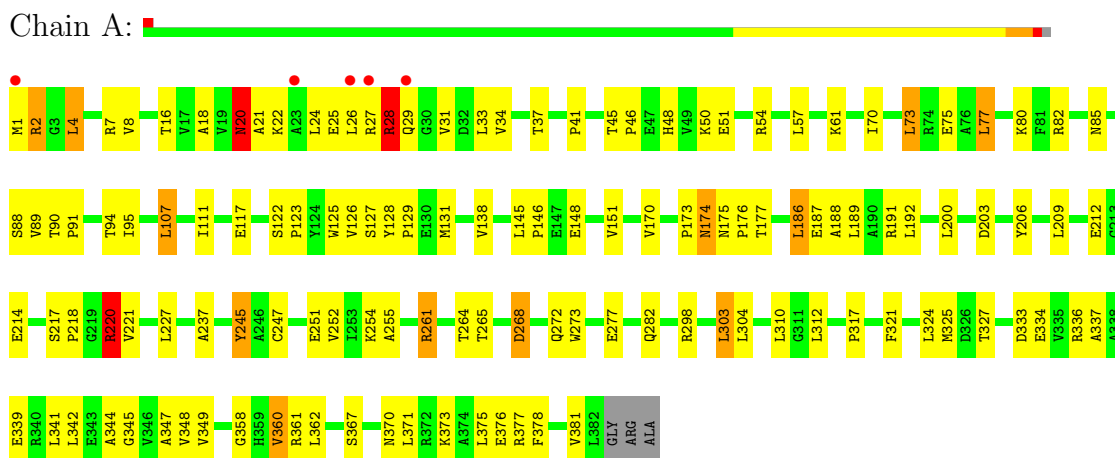 Chain A:
M1 R2 G3 L4 R7 V8 T16 V17 A18 V19 N20 A21 K22 A23 L24 E25 L26 R27 R28 Q29 G30 V31 D32 L33 V34 T37 P41 T45 P46 E47 H48 V49 K50 E51 R54 L57 K61 I70 L73 R74 E75 A76 L77 K80 F81 R82 N85
S88 V89 T90 P91 T94 I95 L107 I111 E117 S122 P123 Y124 W125 V126 S127 Y128 P129 E130 M131 V138 L145 P146 E147 E148 V151 V170 P173 N174 N175 P176 T177 L186 E187 A188 L189 A190 R191 L192 L200 D203 Y206 L209 E212 G213
E214 S217 P218 G219 R220 V221 L227 A237 Y245 A246 C247 E251 V252 I253 K254 A255 R261 T264 T265 D268 Q272 W273 E277 Q282 R298 L303 L304 L310 G311 L312 P317 F321 L324 M325 D326 T327 D333 E334 V335 R336 A337 A338
E339 R340 L341 L342 E343 A344 G345 V346 A347 V348 V349 G358 H359 V360 R361 L362 S367 N370 L371 R372 K373 A374 L375 E376 R377 F378 V381 L382 GLY ARG ALA